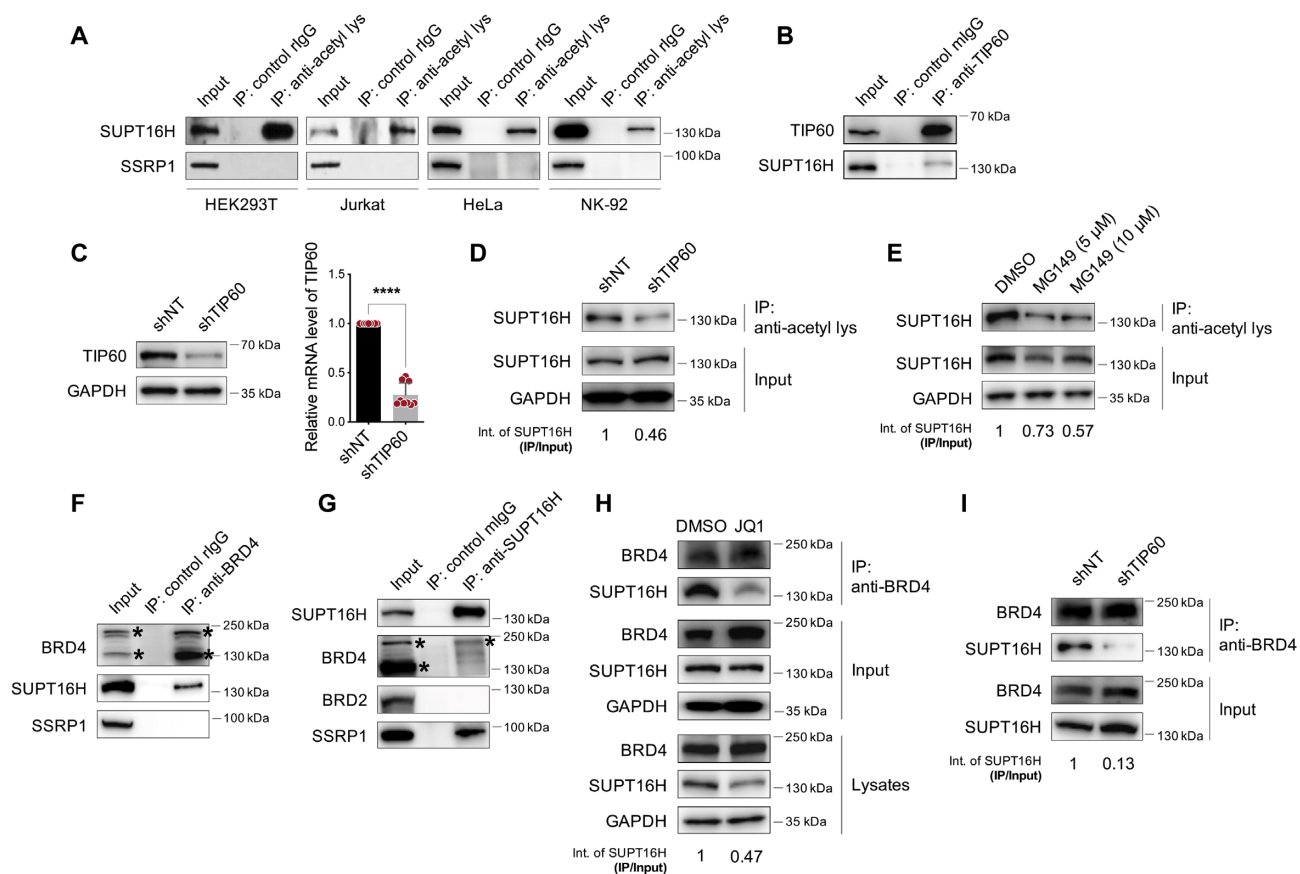 A
Input
IP: control rIgG
IP: anti-acetyl lys
Input
IP: control rIgG
IP: anti-acetyl lys
Input
IP: control rIgG
IP: anti-acetyl lys
Input
IP: control rIgG
IP: anti-acetyl lys
SUPT16H
130 kDa
SSRP1
100 kDa
HEK293T
Jurkat
HeLa
NK-92
B
Input
IP: control mIgG
IP: anti-TIP60
TIP60
70 kDa
SUPT16H
130 kDa
C
shNT
shTIP60
TIP60
70 kDa
GAPDH
35 kDa
Relative mRNA level of TIP60
1.5
1.0
0.5
0.0
****
shNT
shTIP60
D
shNT
shTIP60
SUPT16H
130 kDa
IP:
anti-acetyl lys
SUPT16H
130 kDa
GAPDH
35 kDa
Input
Int. of SUPT16H
(IP/Input)
1
0.46
E
DMSO
MG149 (5 µM)
MG149 (10 µM)
SUPT16H
130 kDa
IP:
anti-acetyl lys
SUPT16H
130 kDa
GAPDH
35 kDa
Input
Int. of SUPT16H
(IP/Input)
1
0.73
0.57
F
Input
IP: control rIgG
IP: anti-BRD4
BRD4
* *
* *
250 kDa
130 kDa
SUPT16H
130 kDa
SSRP1
100 kDa
G
Input
IP: control mIgG
IP: anti-SUPT16H
SUPT16H
130 kDa
BRD4
* *
*
250 kDa
130 kDa
BRD2
130 kDa
SSRP1
100 kDa
H
DMSO JQ1
BRD4
250 kDa
SUPT16H
130 kDa
IP:
anti-BRD4
BRD4
250 kDa
SUPT16H
130 kDa
GAPDH
35 kDa
Input
BRD4
250 kDa
SUPT16H
130 kDa
GAPDH
35 kDa
Lysates
Int. of SUPT16H
(IP/Input)
1
0.47
I
shNT
shTIP60
BRD4
250 kDa
SUPT16H
130 kDa
IP:
anti-BRD4
BRD4
250 kDa
SUPT16H
130 kDa
Input
Int. of SUPT16H
(IP/Input)
1
0.13